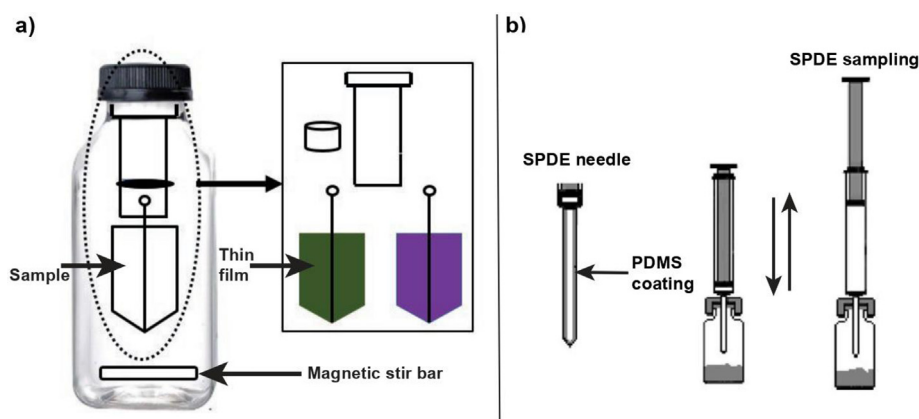 a)
Sample
Thin
film
Magnetic stir bar
b)
SPDE sampling
SPDE needle
PDMS
coating